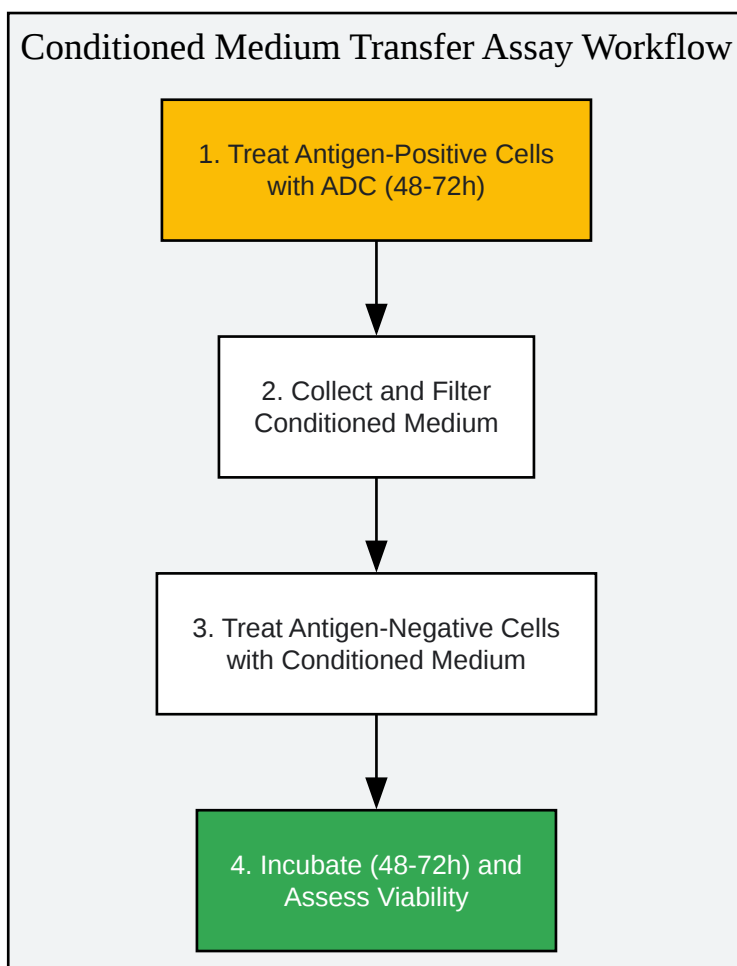 Conditioned Medium Transfer Assay Workflow
1. Treat Antigen-Positive Cells
with ADC (48-72h)
2. Collect and Filter
Conditioned Medium
3. Treat Antigen-Negative Cells
with Conditioned Medium
4. Incubate (48-72h) and
Assess Viability